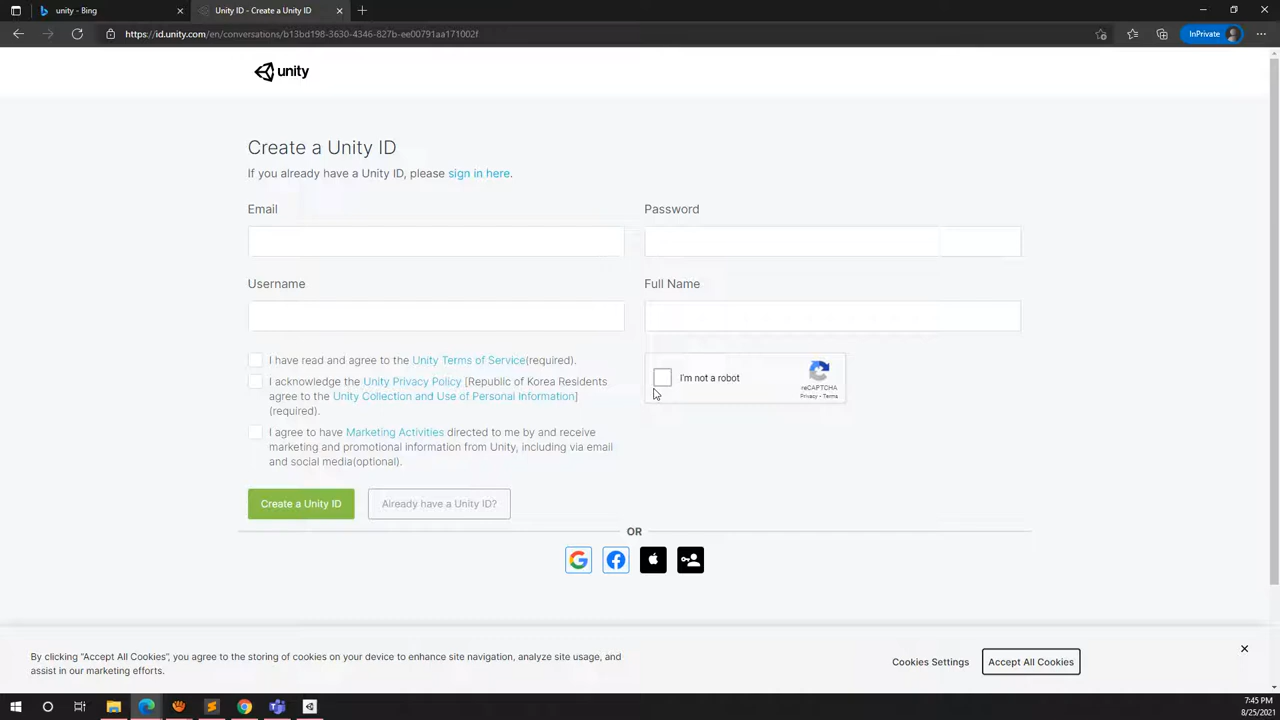 unity - Bing
Unity ID - Create a Unity ID
https://id.unity.com/en/conversations/b13bd198-3630-4346-827b-ee00791aa171002f
InPrivate
unity
Create a Unity ID
If you already have a Unity ID, please sign in here.
Email
Password
Username
Full Name
I have read and agree to the Unity Terms of Service(required).
I acknowledge the Unity Privacy Policy [Republic of Korea Residents
agree to the Unity Collection and Use of Personal Information]
(required).
I'm not a robot
reCAPTCHA
Privacy - Terms
I agree to have Marketing Activities directed to me by and receive
marketing and promotional information from Unity, including via email
and social media(optional).
Create a Unity ID
Already have a Unity ID?
OR
By clicking “Accept All Cookies”, you agree to the storing of cookies on your device to enhance site navigation, analyze site usage, and
assist in our marketing efforts.
Cookies Settings
Accept All Cookies
7:45 PM
8/25/2021